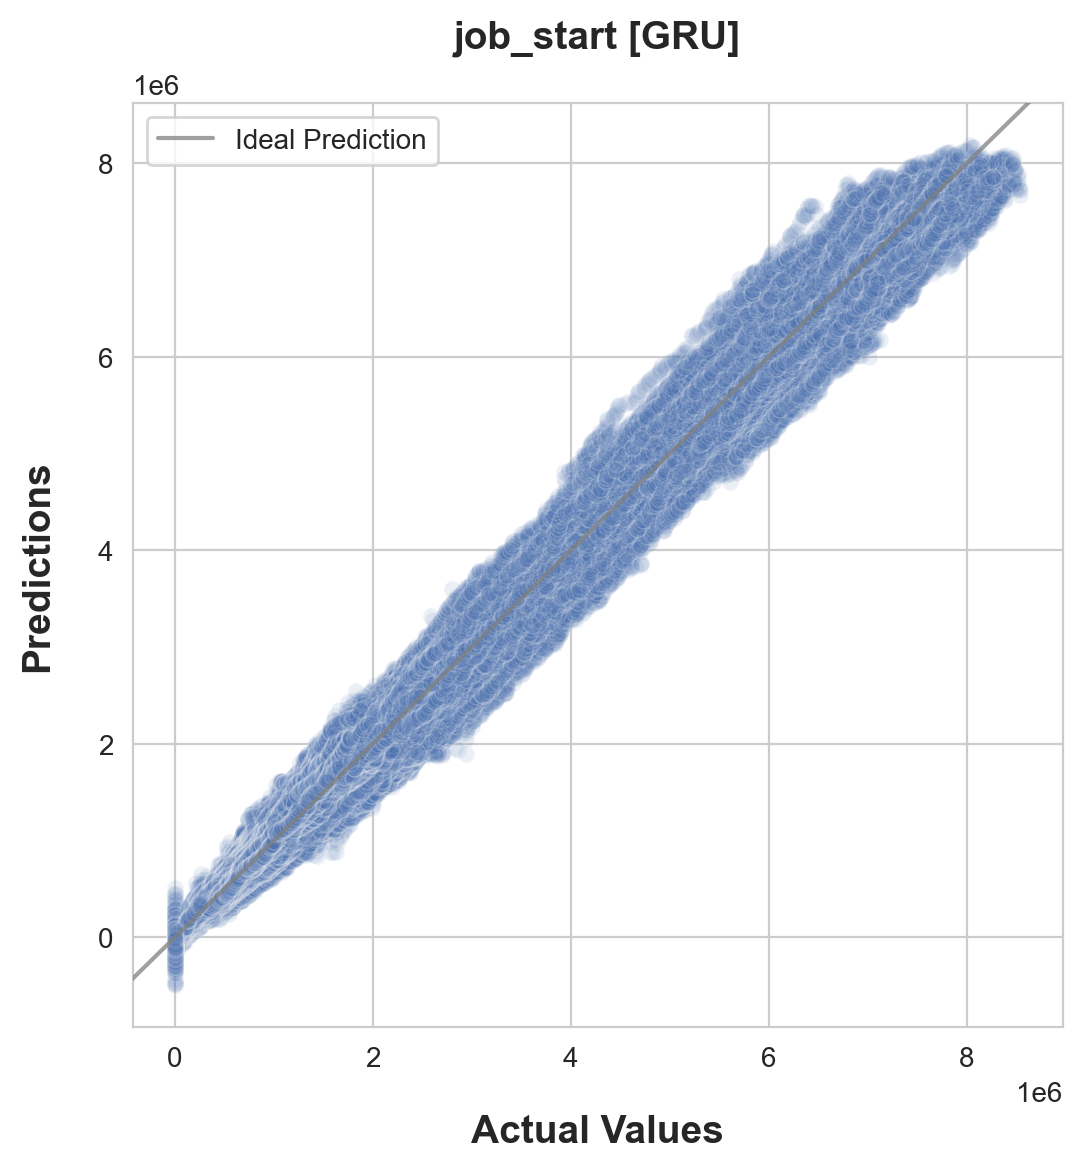 job_start [GRU]
1e6
Ideal Prediction
8
6
4
2
0
Predictions
0 2 4 6 8
1e6
Actual Values